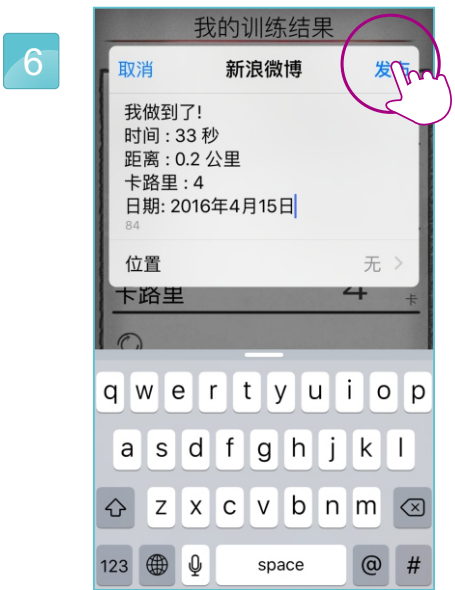 6
我的训练结果
取消 新浪微博 发布
我做到了!
时间 : 33 秒
距离 : 0.2 公里
卡路里 : 4
日期: 2016年4月15日
84
位置 无
卡路里 4 卡
q w e r t y u i o p
a s d f g h j k l
z x c v b n m
123 space @ #